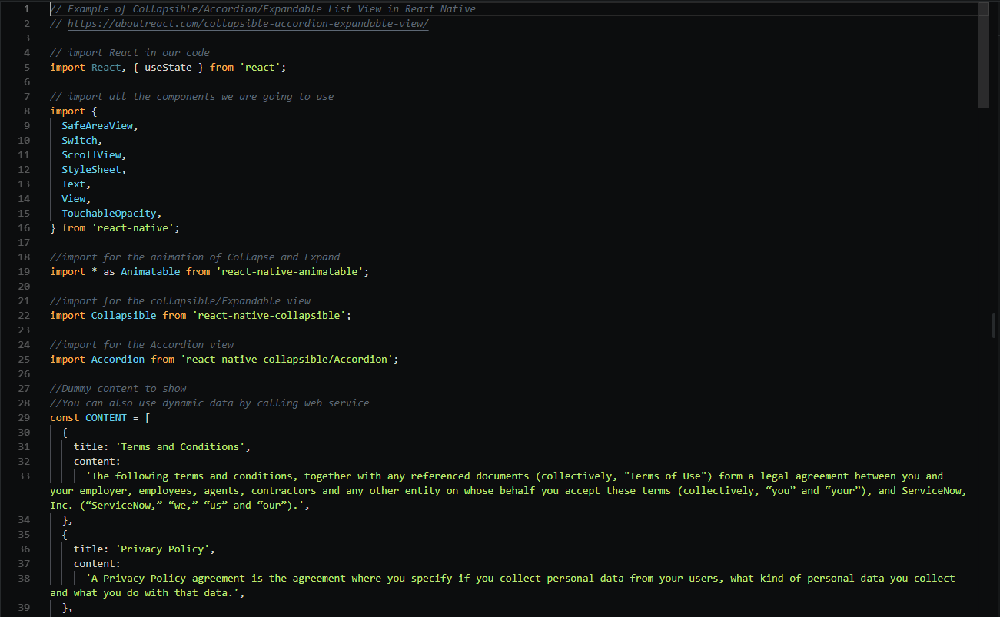 1 // Example of Collapsible/Accordion/Expandable List View in React Native
2 // https://aboutreact.com/collapsible-accordion-expandable-view/
3
4 // import React in our code
5 import React, { useState } from 'react';
6
7 // import all the components we are going to use
8 import {
9   SafeAreaView,
10   Switch,
11   ScrollView,
12   StyleSheet,
13   Text,
14   View,
15   TouchableOpacity,
16 } from 'react-native';
17
18 //import for the animation of Collapse and Expand
19 import * as Animatable from 'react-native-animatable';
20
21 //import for the collapsible/Expandable view
22 import Collapsible from 'react-native-collapsible';
23
24 //import for the Accordion view
25 import Accordion from 'react-native-collapsible/Accordion';
26
27 //Dummy content to show
28 //You can also use dynamic data by calling web service
29 const CONTENT = [
30   {
31     title: 'Terms and Conditions',
32     content:
33       'The following terms and conditions, together with any referenced documents (collectively, "Terms of Use") form a legal agreement between you and
your employer, employees, agents, contractors and any other entity on whose behalf you accept these terms (collectively, “you” and “your”), and ServiceNow,
Inc. (“ServiceNow,” “we,” “us” and “our”).',
34   },
35   {
36     title: 'Privacy Policy',
37     content:
38       'A Privacy Policy agreement is the agreement where you specify if you collect personal data from your users, what kind of personal data you collect
and what you do with that data.',
39   },